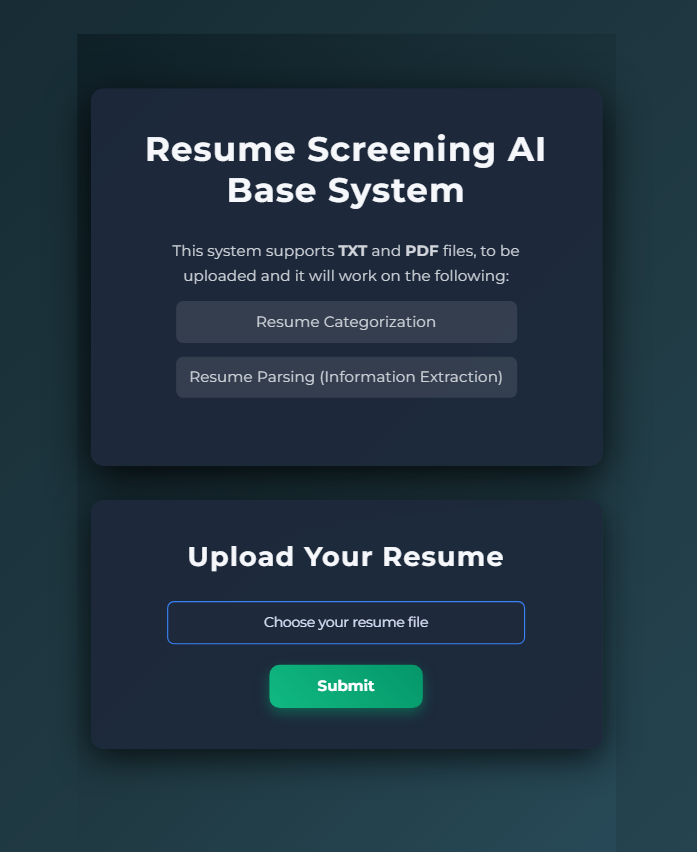 Resume Screening AI
Base System
This system supports TXT and PDF files, to be
uploaded and it will work on the following:
Resume Categorization
Resume Parsing (Information Extraction)
Upload Your Resume
Choose your resume file
Submit